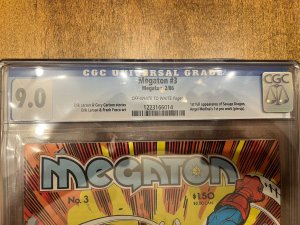 CGC UNIVERSAL GRADE
9.0
Megaton #3
Megaton 2/86
OFF-WHITE TO WHITE Pages
Erik Larsen & Gary Carlson stories
Erik Larsen & Frank Fosco art
1st full appearance of Savage Dragon.
Angel Medina's 1st pro work (pin-up).
1223166014
CGC
MEGATON
No. 3
$1.50